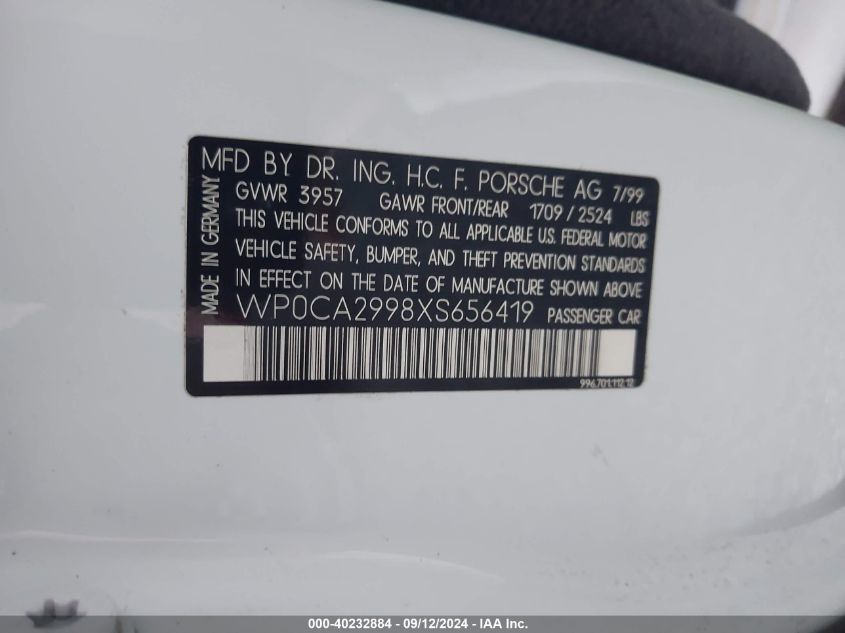 MFD BY DR. ING. H.C. F. PORSCHE AG 7/99
GVWR 3957 GAWR FRONT/REAR 1709 / 2524 LBS
THIS VEHICLE CONFORMS TO ALL APPLICABLE U.S. FEDERAL MOTOR
VEHICLE SAFETY, BUMPER, AND THEFT PREVENTION STANDARDS
IN EFFECT ON THE DATE OF MANUFACTURE SHOWN ABOVE
WP0CA2998XS656419 PASSENGER CAR
996.701.112.12
MADE IN GERMANY
000-40232884 - 09/12/2024 - IAA Inc.